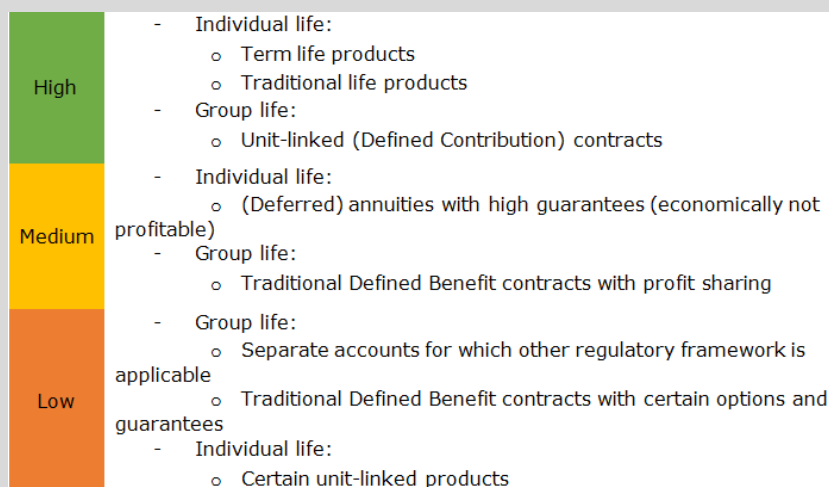 High
- Individual life:
o Term life products
o Traditional life products
- Group life:
o Unit-linked (Defined Contribution) contracts
Medium
- Individual life:
o (Deferred) annuities with high guarantees (economically not
profitable)
- Group life:
o Traditional Defined Benefit contracts with profit sharing
Low
- Group life:
o Separate accounts for which other regulatory framework is
applicable
o Traditional Defined Benefit contracts with certain options and
guarantees
- Individual life:
o Certain unit-linked products